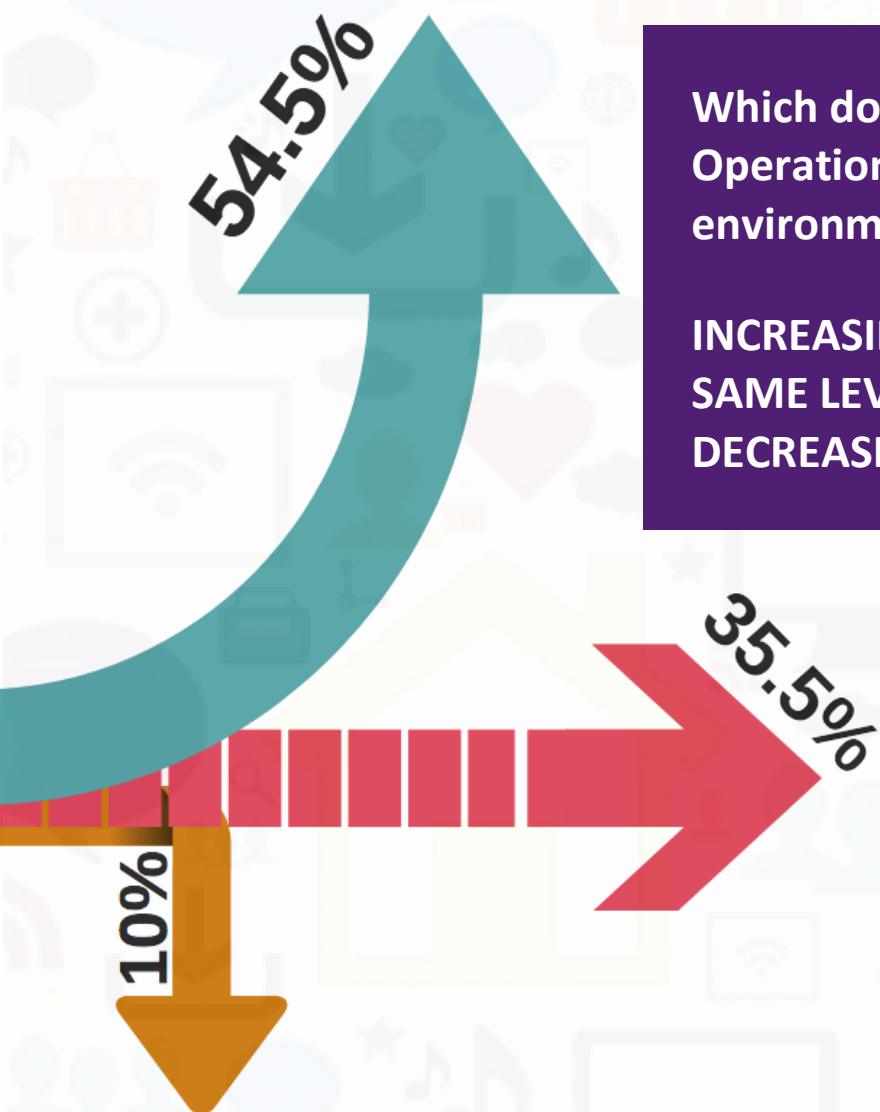 54.5%
Which do
Operation
environm
INCREASI
SAME LEV
DECREASI
35.5%
10%